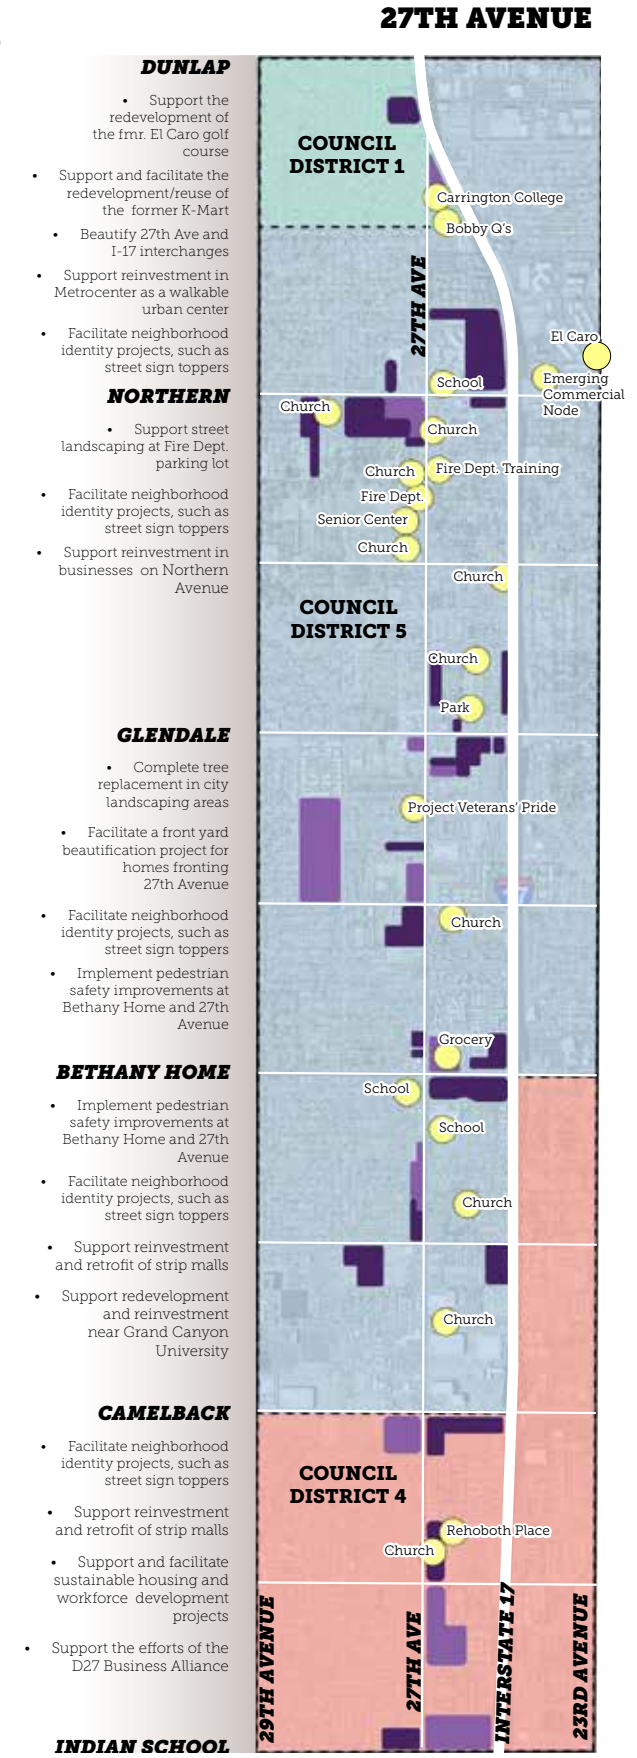 27TH AVENUE
DUNLAP
• Support the
redevelopment of
the fmr. El Caro golf
course
• Support and facilitate the
redevelopment/reuse of
the former K-Mart
• Beautify 27th Ave and
I-17 interchanges
• Support reinvestment in
Metrocenter as a walkable
urban center
• Facilitate neighborhood
identity projects, such as
street sign toppers
NORTHERN
• Support street
landscaping at Fire Dept.
parking lot
• Facilitate neighborhood
identity projects, such as
street sign toppers
• Support reinvestment in
businesses on Northern
Avenue
GLENDALE
• Complete tree
replacement in city
landscaping areas
• Facilitate a front yard
beautification project for
homes fronting
27th Avenue
• Facilitate neighborhood
identity projects, such as
street sign toppers
• Implement pedestrian
safety improvements at
Bethany Home and 27th
Avenue
BETHANY HOME
• Implement pedestrian
safety improvements at
Bethany Home and 27th
Avenue
• Facilitate neighborhood
identity projects, such as
street sign toppers
• Support reinvestment
and retrofit of strip malls
• Support redevelopment
and reinvestment
near Grand Canyon
University
CAMELBACK
• Facilitate neighborhood
identity projects, such as
street sign toppers
• Support reinvestment
and retrofit of strip malls
• Support and facilitate
sustainable housing and
workforce development
projects
• Support the efforts of the
D27 Business Alliance
INDIAN SCHOOL
COUNCIL
DISTRICT 1
Carrington College
Bobby Q's
27TH AVE
El Caro
School
Emerging
Commercial
Node
Church
Church
Church
Fire Dept. Training
Fire Dept.
Senior Center
Church
Church
COUNCIL
DISTRICT 5
Church
Park
Project Veterans' Pride
Church
Grocery
School
School
Church
Church
COUNCIL
DISTRICT 4
Rehoboth Place
Church
29TH AVENUE
27TH AVE
INTERSTATE 17
23RD AVENUE